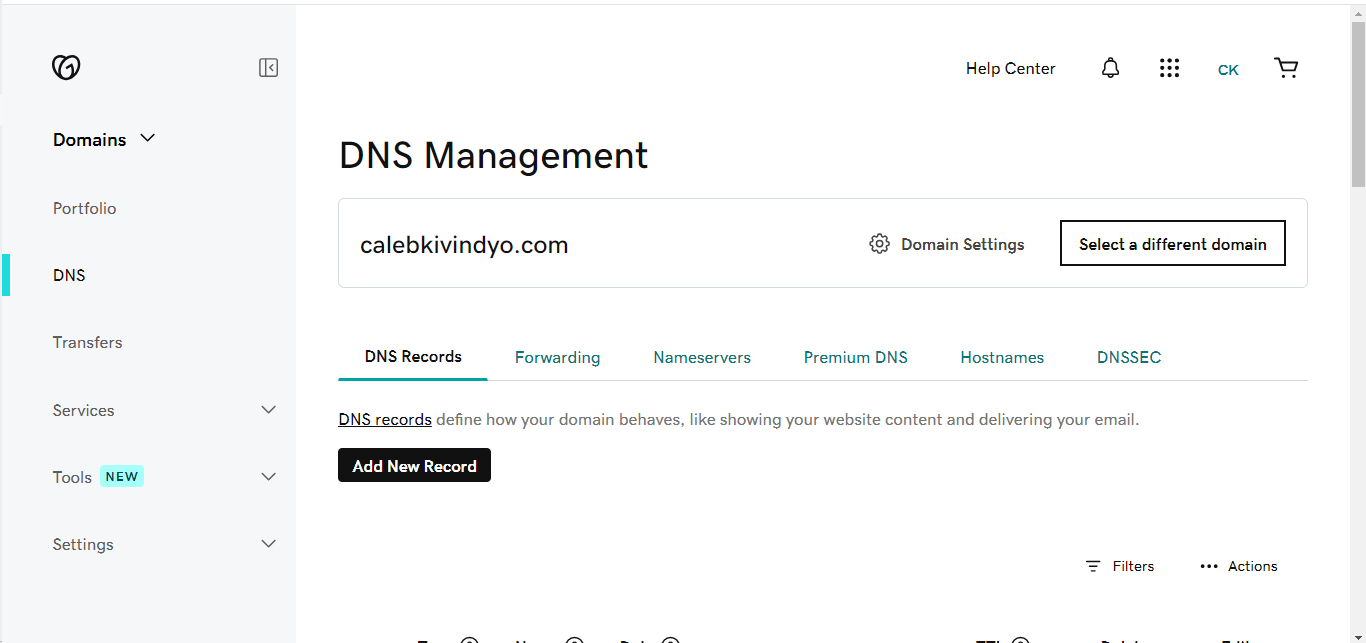 Help Center
CK
Domains
Portfolio
DNS
Transfers
Services
Tools NEW
Settings
DNS Management
calebkivindyo.com
Domain Settings
Select a different domain
DNS Records Forwarding Nameservers Premium DNS Hostnames DNSSEC
DNS records define how your domain behaves, like showing your website content and delivering your email.
Add New Record
Filters
Actions